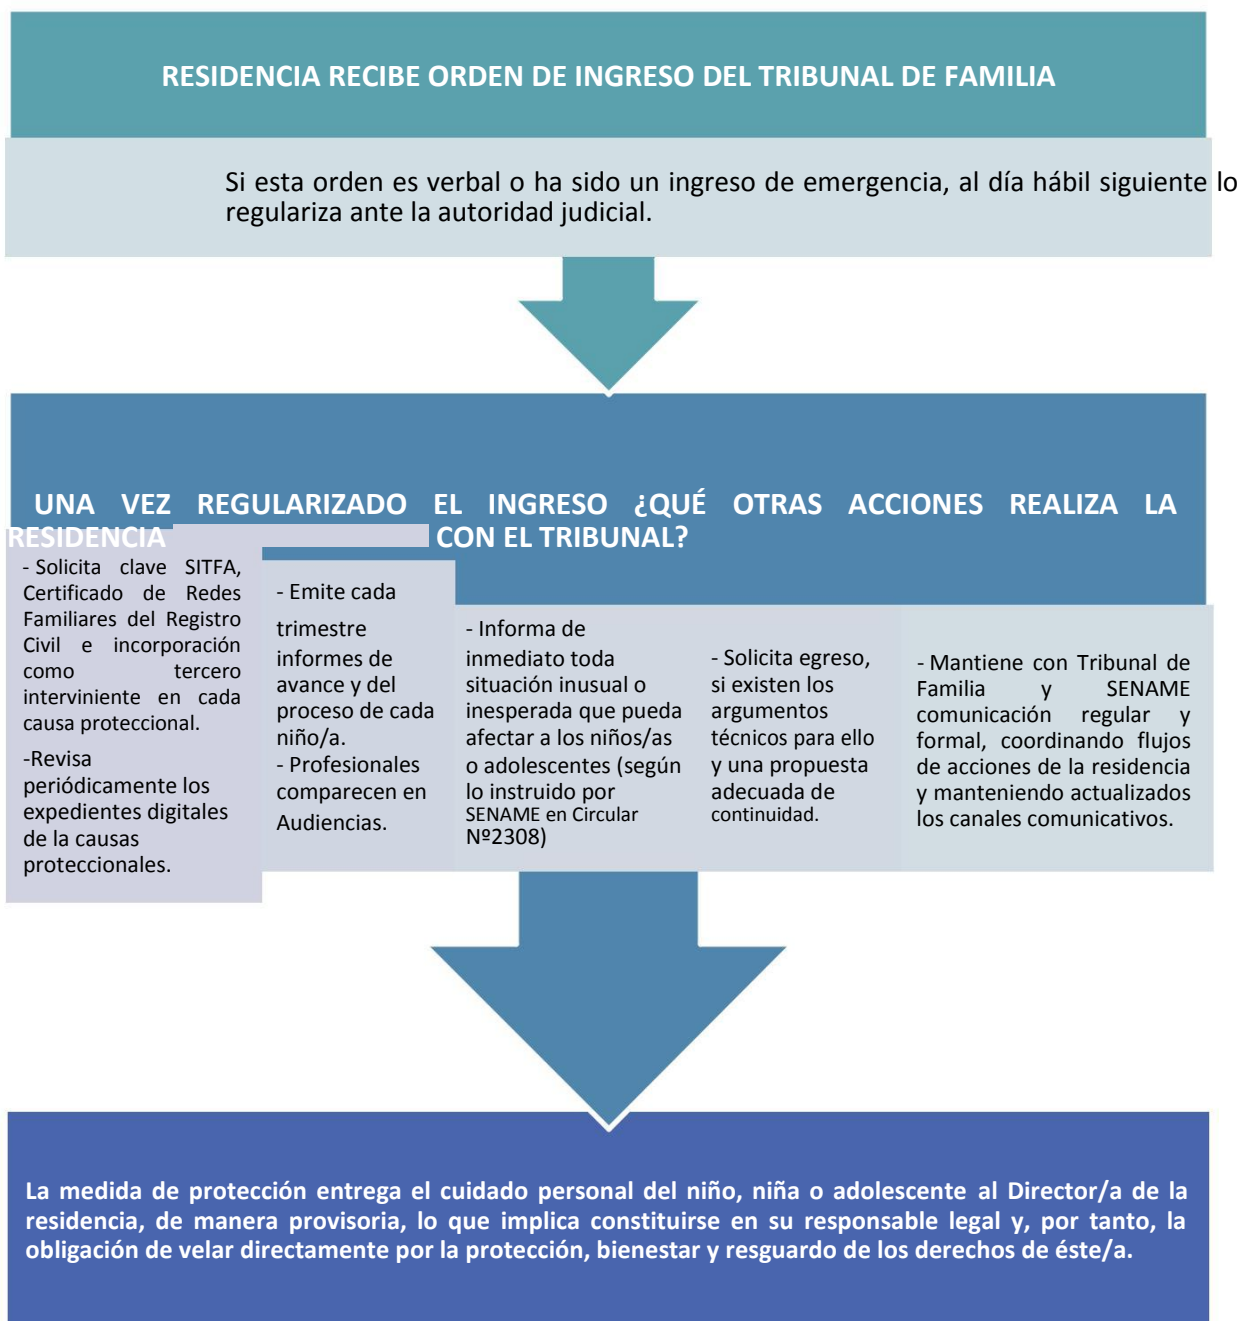 RESIDENCIA RECIBE ORDEN DE INGRESO DEL TRIBUNAL DE FAMILIA
Si esta orden es verbal o ha sido un ingreso de emergencia, al día hábil siguiente lo
regulariza ante la autoridad judicial.
UNA VEZ REGULARIZADO EL INGRESO ¿QUÉ OTRAS ACCIONES REALIZA LA
RESIDENCIA CON EL TRIBUNAL?
- Solicita clave SITFA,
Certificado de Redes
Familiares del Registro
Civil e incorporación
como tercero
interviniente en cada
causa proteccional.
-Revisa
periódicamente los
expedientes digitales
de la causas
proteccionales.
- Emite cada
trimestre
informes de
avance y del
proceso de cada
niño/a.
- Profesionales
comparecen en
Audiencias.
- Informa de
inmediato toda
situación inusual o
inesperada que pueda
afectar a los niños/as
o adolescentes (según
lo instruido por
SENAME en Circular
Nº2308)
- Solicita egreso,
si existen los
argumentos
técnicos para ello
y una propuesta
adecuada de
continuidad.
- Mantiene con Tribunal de
Familia y SENAME
comunicación regular y
formal, coordinando flujos
de acciones de la residencia
y manteniendo actualizados
los canales comunicativos.
La medida de protección entrega el cuidado personal del niño, niña o adolescente al Director/a de la
residencia, de manera provisoria, lo que implica constituirse en su responsable legal y, por tanto, la
obligación de velar directamente por la protección, bienestar y resguardo de los derechos de éste/a.